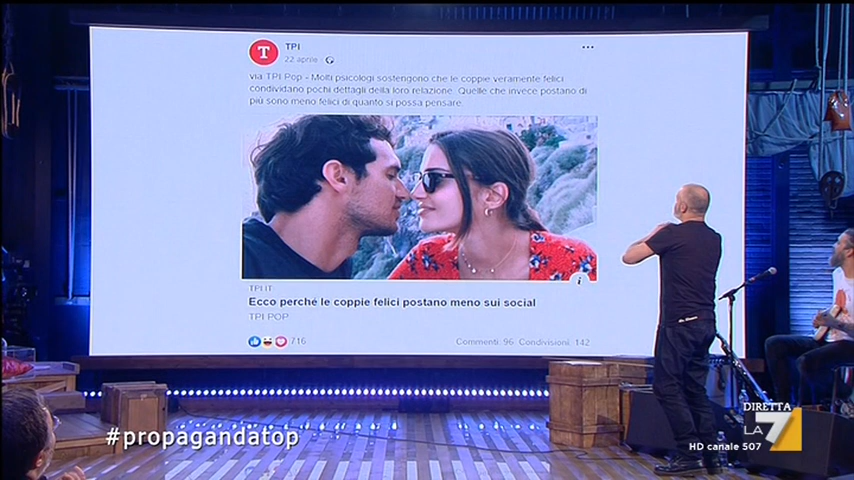 TPI
22 aprile
via TPI Pop - Molti psicologi sostengono che le coppie veramente felici
condividano pochi dettagli della loro relazione. Quelle che invece postano di
più sono meno felici di quanto si possa pensare.
TPI.IT
Ecco perché le coppie felici postano meno sui social
TPI POP
716
Commenti: 96 Condivisioni: 142
#propagandatop
DIRETTA
LA7
HD canale 507